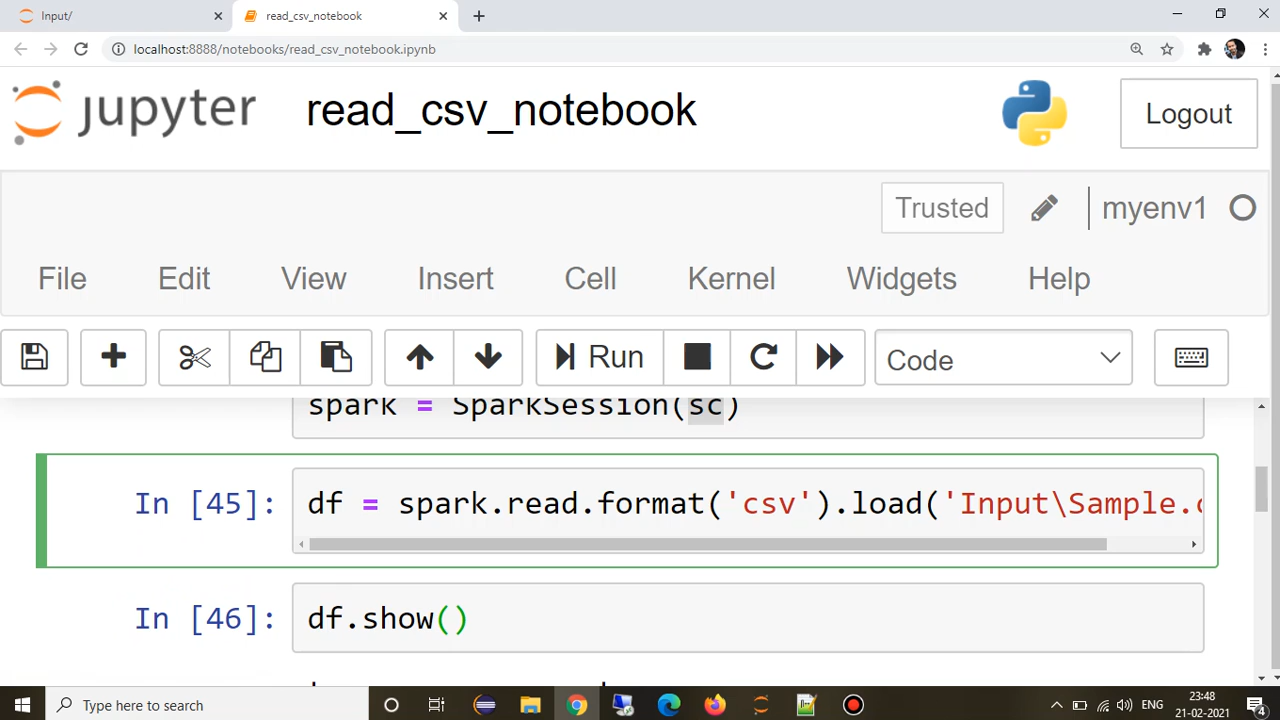 Input/
read_csv_notebook
localhost:8888/notebooks/read_csv_notebook.ipynb
jupyter
read_csv_notebook
Logout
Trusted
myenv1
File Edit View Insert Cell Kernel Widgets Help
Run
Code
spark = SparkSession(sc)
In [45]: df = spark.read.format('csv').load('Input\Sample.c
In [46]: df.show()
Type here to search
ENG
23:48
21-02-2021
4